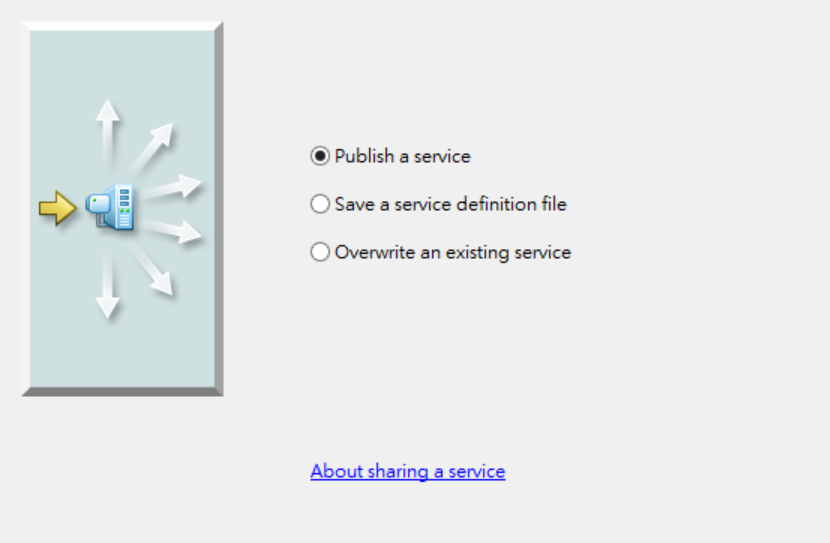 Publish a service
Save a service definition file
Overwrite an existing service
About sharing a service